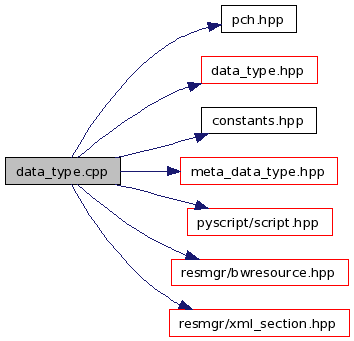 pch.hpp
data_type.hpp
constants.hpp
data_type.cpp
meta_data_type.hpp
pyscript/script.hpp
resmgr/bwresource.hpp
resmgr/xml_section.hpp